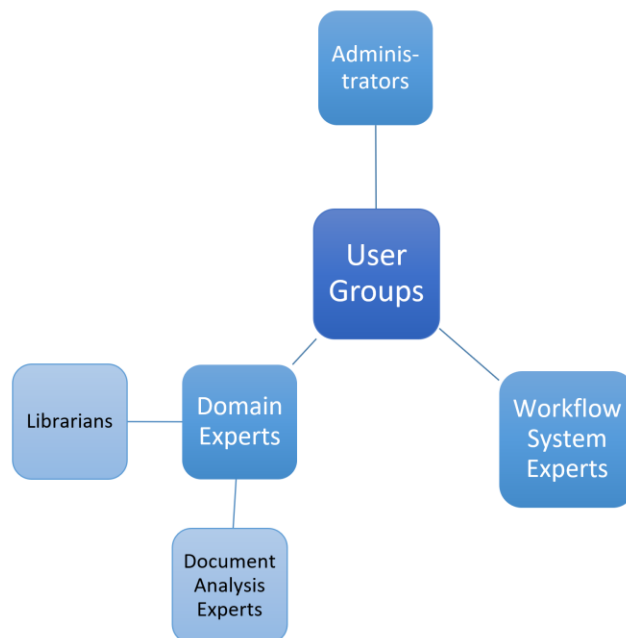 Adminis-
trators
User
Groups
Librarians
Domain
Experts
Workflow
System
Experts
Document
Analysis
Experts